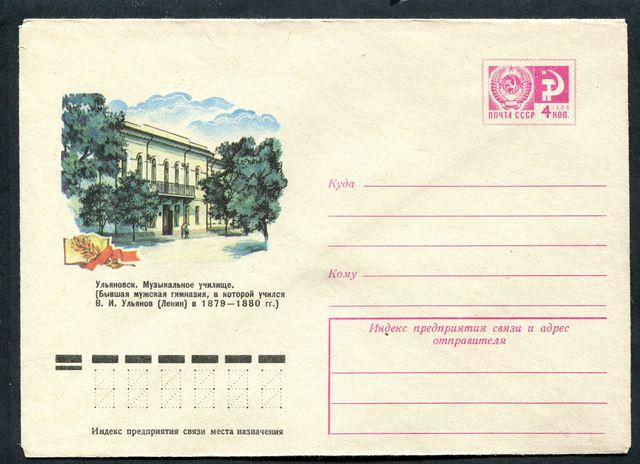 1966
ПОЧТА СССР 4 КОП.
Куда
Кому
Ульяновск. Музыкальное училище.
(Бывшая мужская гимназия, в которой учился
В. И. Ульянов (Ленин) в 1879—1880 гг.)
Индекс предприятия связи и адрес
отправителя
Индекс предприятия связи места назначения